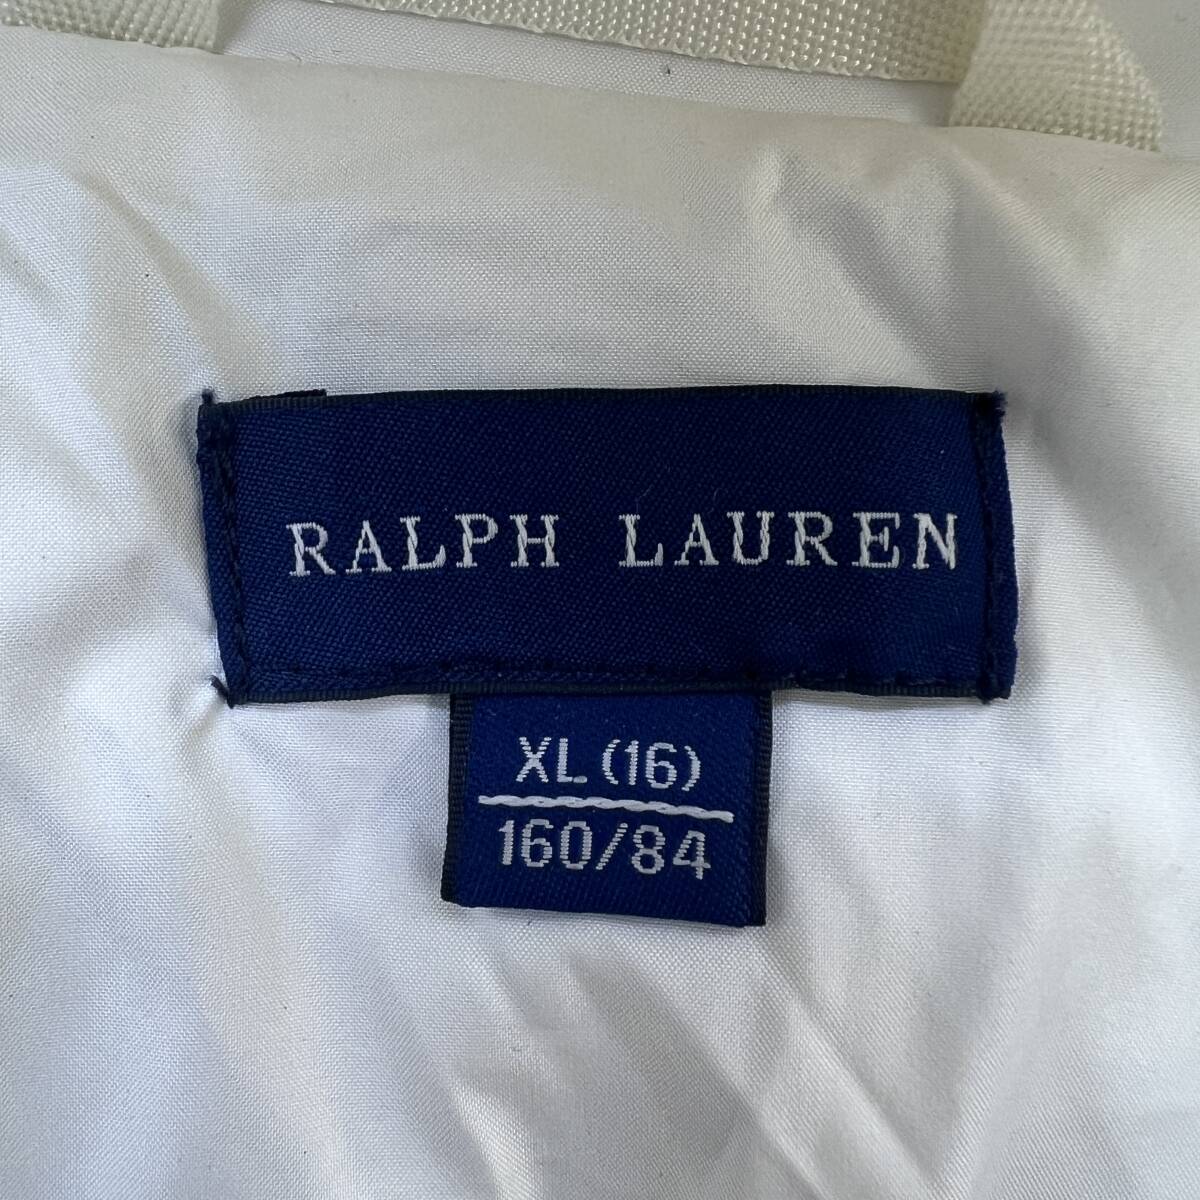 RALPH LAUREN
XL (16)
160/84